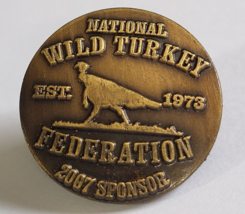 NATIONAL
WILD TURKEY
EST. 1973
FEDERATION
2007 SPONSOR